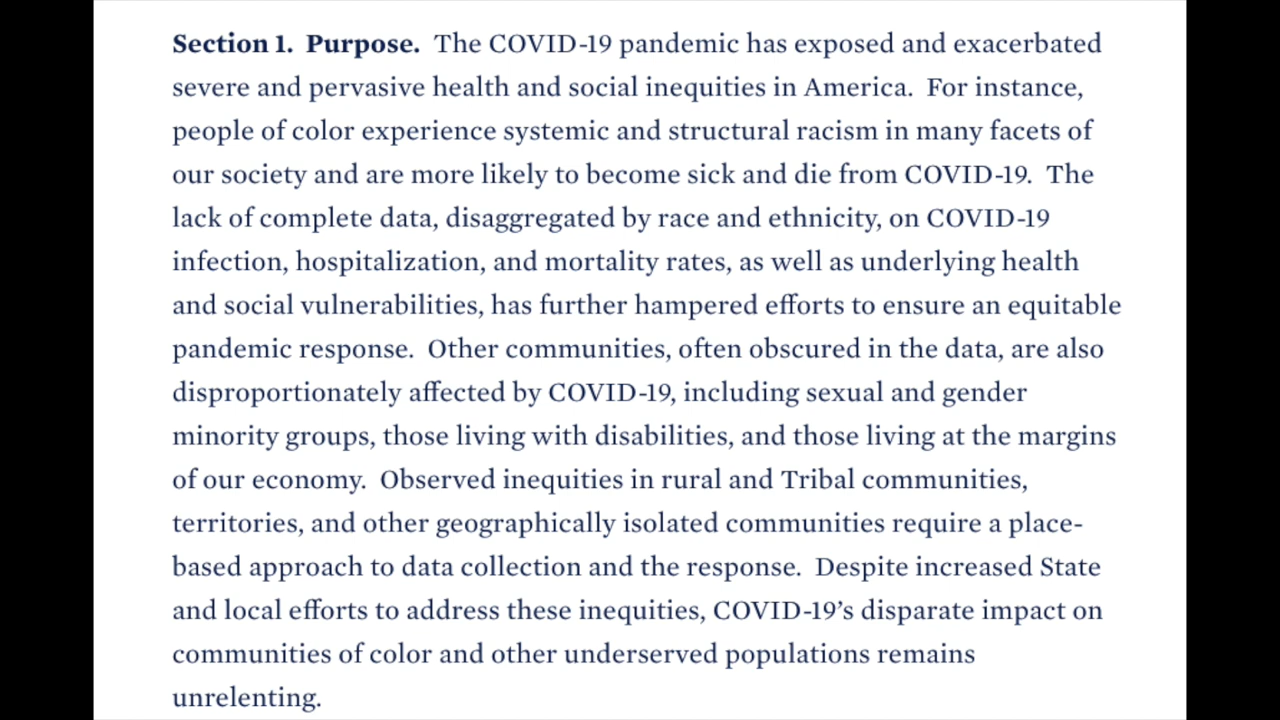 Section 1.  Purpose.  The COVID-19 pandemic has exposed and exacerbated
severe and pervasive health and social inequities in America.  For instance,
people of color experience systemic and structural racism in many facets of
our society and are more likely to become sick and die from COVID-19.  The
lack of complete data, disaggregated by race and ethnicity, on COVID-19
infection, hospitalization, and mortality rates, as well as underlying health
and social vulnerabilities, has further hampered efforts to ensure an equitable
pandemic response.  Other communities, often obscured in the data, are also
disproportionately affected by COVID-19, including sexual and gender
minority groups, those living with disabilities, and those living at the margins
of our economy.  Observed inequities in rural and Tribal communities,
territories, and other geographically isolated communities require a place-
based approach to data collection and the response.  Despite increased State
and local efforts to address these inequities, COVID-19’s disparate impact on
communities of color and other underserved populations remains
unrelenting.